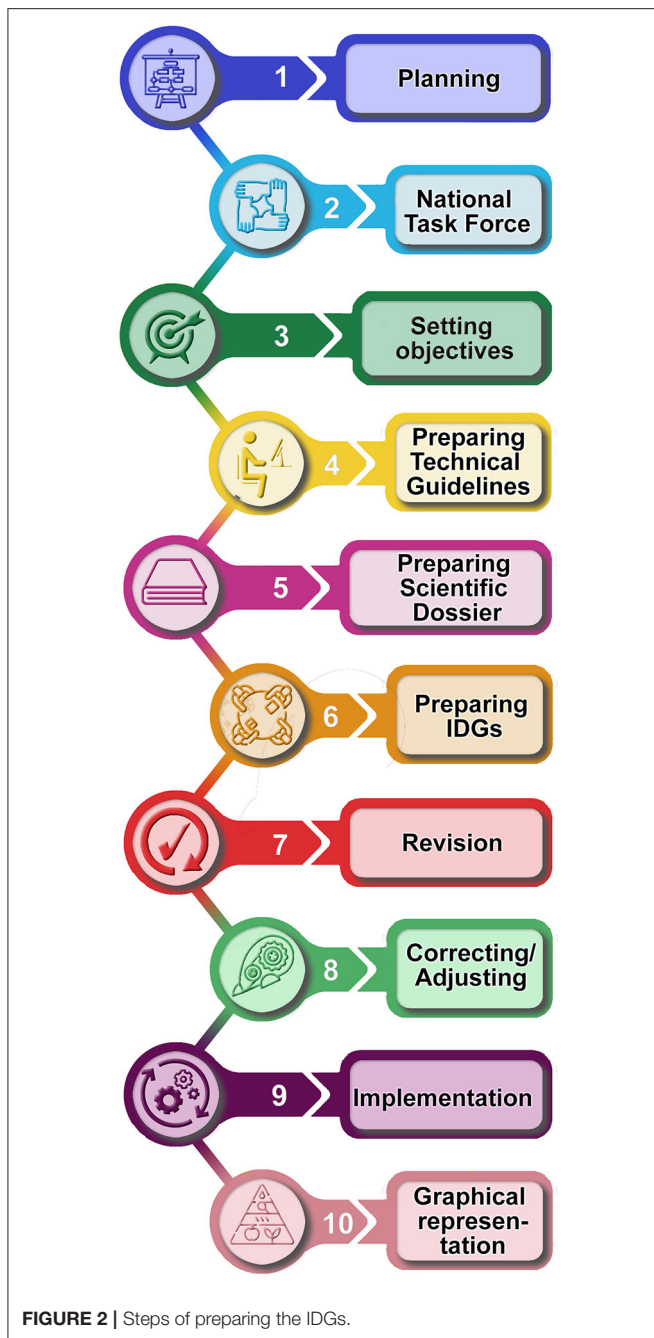 1
Planning
2
National
Task Force
3
Setting
objectives
4
Preparing
Technical
Guidelines
5
Preparing
Scientific
Dossier
6
Preparing
IDGs
7
Revision
8
Correcting/
Adjusting
9
Implementation
10
Graphical
represen-
tation
FIGURE 2 | Steps of preparing the IDGs.